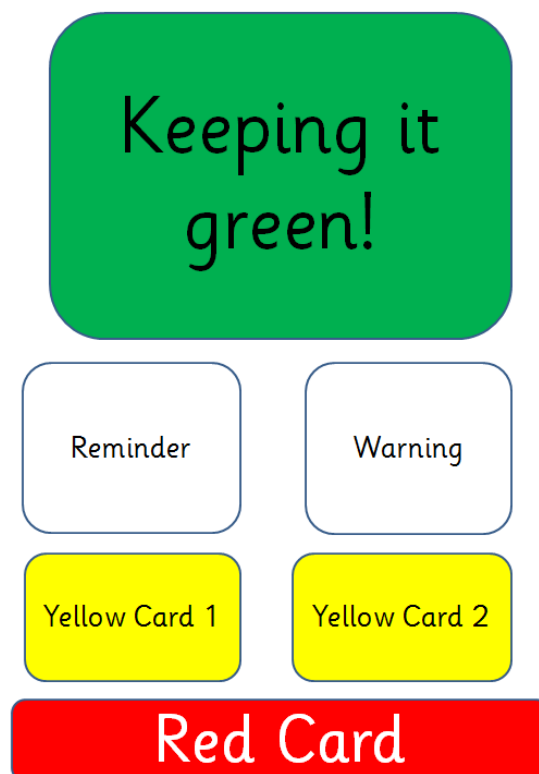 Keeping it
green!
Reminder
Warning
Yellow Card 1
Yellow Card 2
Red Card